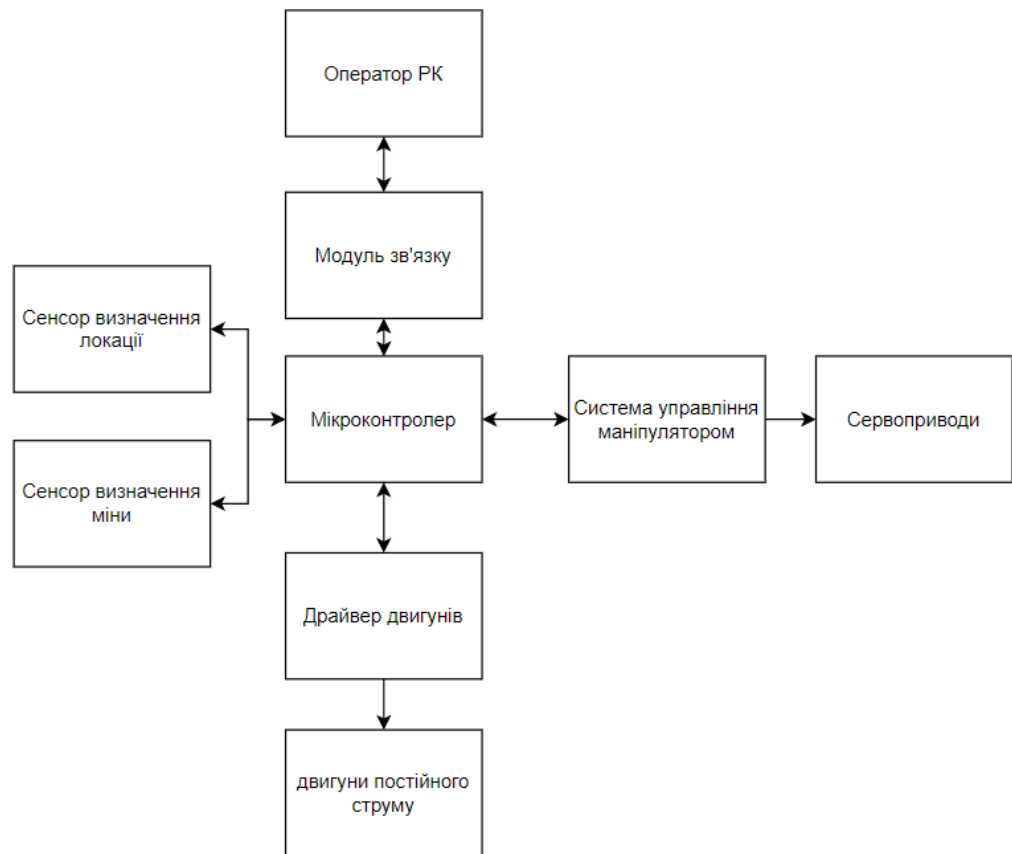 Оператор РК
Модуль зв'язку
Сенсор визначення
локації
Мікроконтролер
Система управління
маніпулятором
Сервоприводи
Сенсор визначення
міни
Драйвер двигунів
двигуни постійного
струму